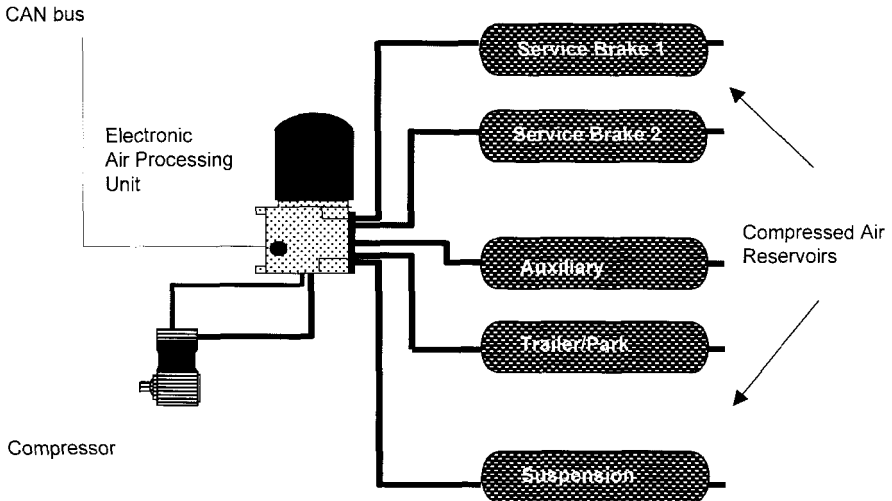 CAN bus
Service Brake 1
Service Brake 2
Electronic
Air Processing
Unit
Compressed Air
Reservoirs
Auxiliary
Trailer/Park
Compressor
Suspension